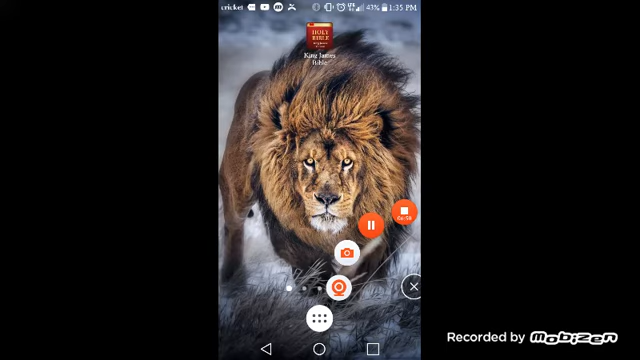 cricket
43% 1:35 PM
HOLY
BIBLE
King James
Bible
Recorded by mobizen